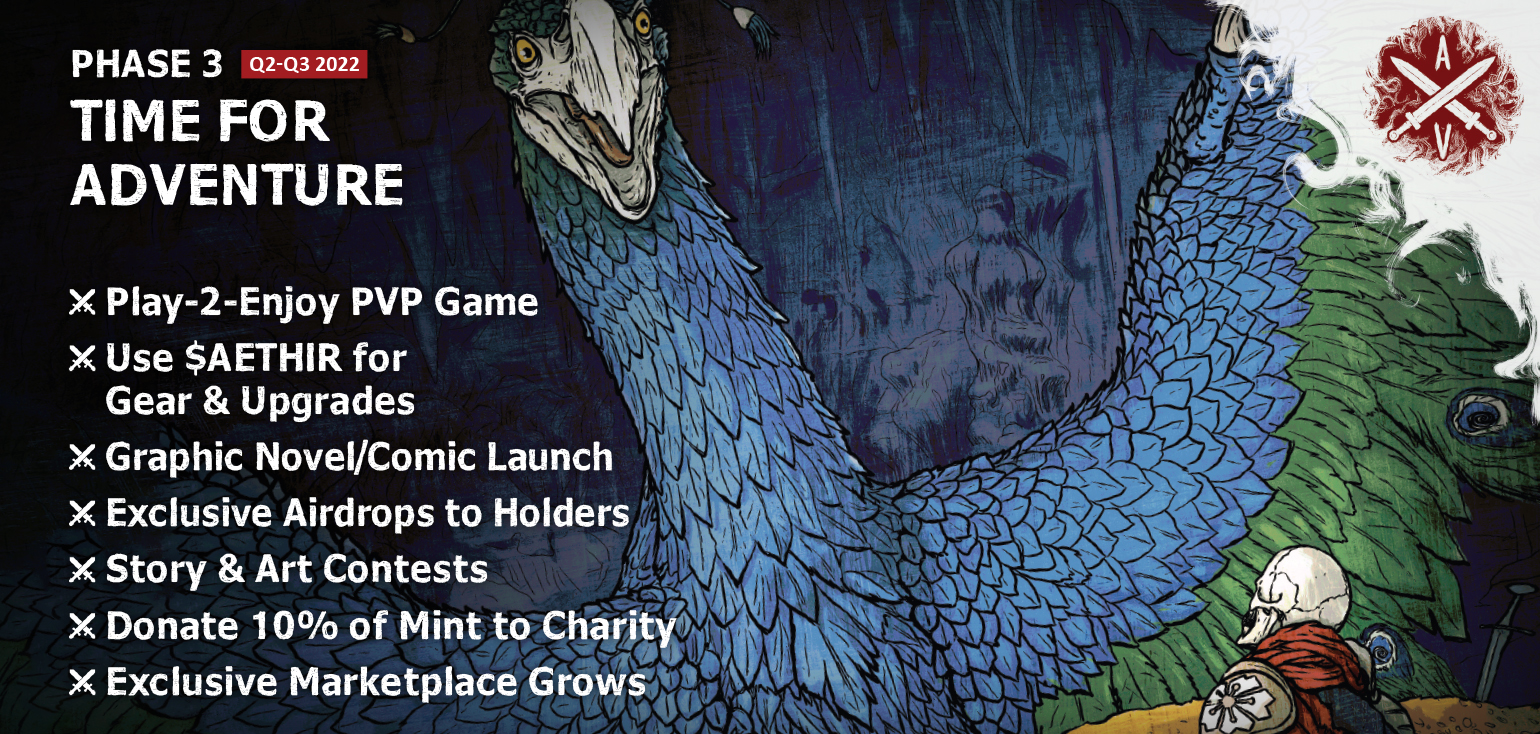 PHASE 3 Q2-Q3 2022
TIME FOR
ADVENTURE
Play-2-Enjoy PVP Game
Use $AETHIR for
Gear & Upgrades
Graphic Novel/Comic Launch
Exclusive Airdrops to Holders
Story & Art Contests
Donate 10% of Mint to Charity
Exclusive Marketplace Grows
A
V